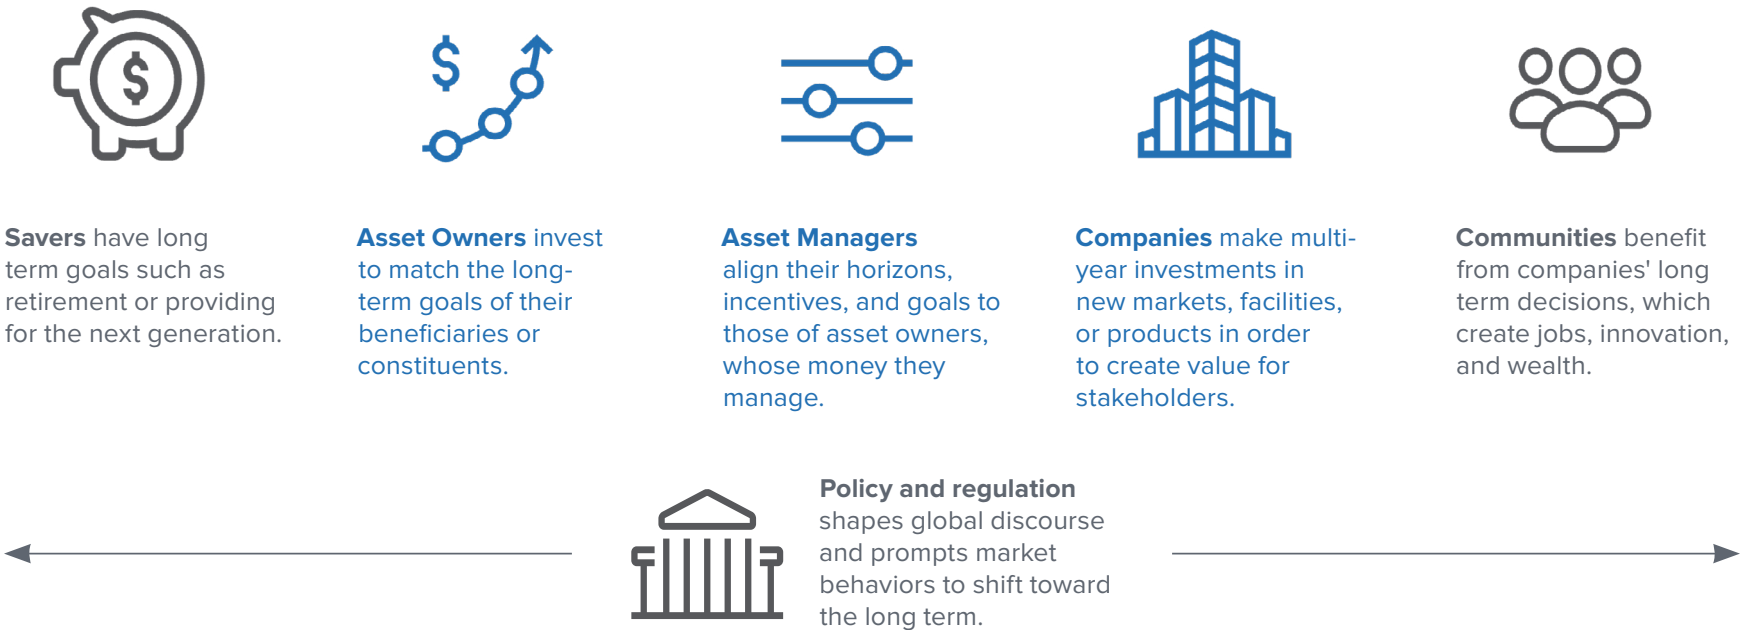 $
$
Savers have long
term goals such as
retirement or providing
for the next generation.
Asset Owners invest
to match the long-
term goals of their
beneficiaries or
constituents.
Asset Managers
align their horizons,
incentives, and goals to
those of asset owners,
whose money they
manage.
Companies make multi-
year investments in
new markets, facilities,
or products in order
to create value for
stakeholders.
Communities benefit
from companies' long
term decisions, which
create jobs, innovation,
and wealth.
Policy and regulation
shapes global discourse
and prompts market
behaviors to shift toward
the long term.